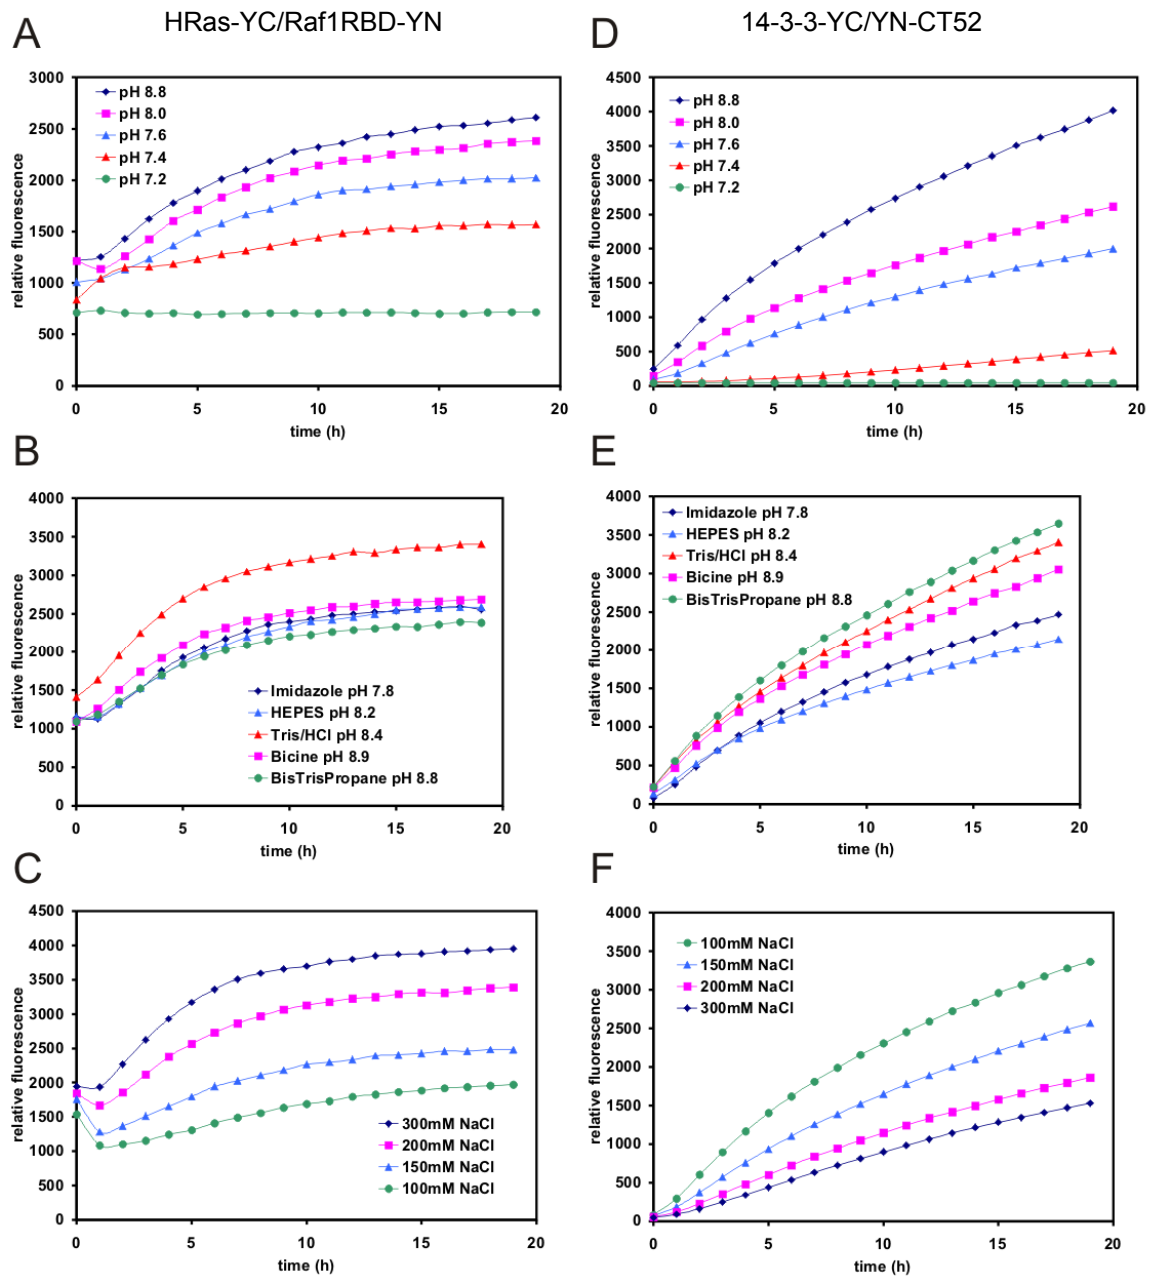 HRas-YC/Raf1RBD-YN
14-3-3-YC/YN-CT52
A
3000
2500
2000
1500
1000
500
0
relative fluorescence
pH 8.8
pH 8.0
pH 7.6
pH 7.4
pH 7.2
0 5 10 15 20
time (h)
D
4500
4000
3500
3000
2500
2000
1500
1000
500
0
relative fluorescence
pH 8.8
pH 8.0
pH 7.6
pH 7.4
pH 7.2
0 5 10 15 20
time (h)
B
4000
3500
3000
2500
2000
1500
1000
500
0
relative fluorescence
Imidazole pH 7.8
HEPES pH 8.2
Tris/HCl pH 8.4
Bicine pH 8.9
BisTrisPropane pH 8.8
0 5 10 15 20
time (h)
E
4000
3500
3000
2500
2000
1500
1000
500
0
relative fluorescence
Imidazole pH 7.8
HEPES pH 8.2
Tris/HCl pH 8.4
Bicine pH 8.9
BisTrisPropane pH 8.8
0 5 10 15 20
time (h)
C
4500
4000
3500
3000
2500
2000
1500
1000
500
0
relative fluorescence
300mM NaCl
200mM NaCl
150mM NaCl
100mM NaCl
0 5 10 15 20
time (h)
F
4000
3500
3000
2500
2000
1500
1000
500
0
relative fluorescence
100mM NaCl
150mM NaCl
200mM NaCl
300mM NaCl
0 5 10 15 20
time (h)